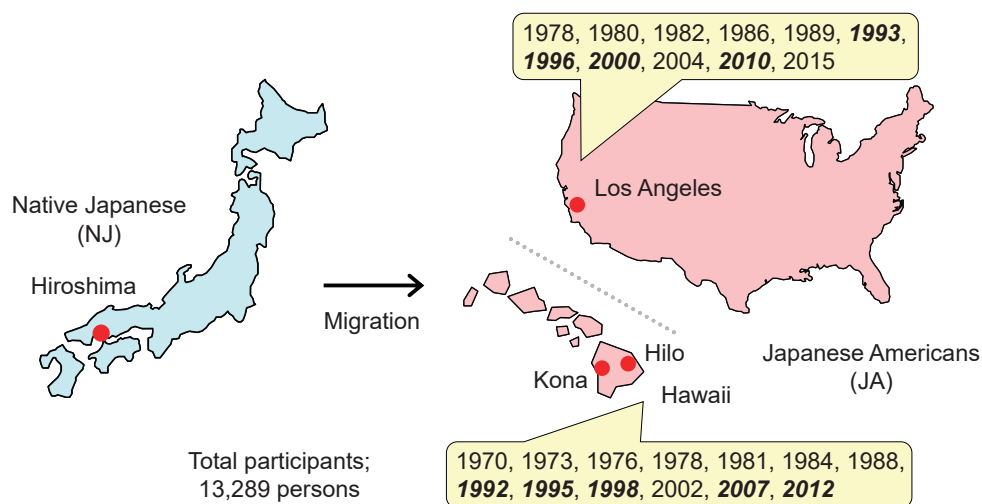 1978, 1980, 1982, 1986, 1989, 1993,
1996, 2000, 2004, 2010, 2015
Los Angeles
Native Japanese
(NJ)
Hiroshima
Migration
Hilo
Kona
Hawaii
Japanese Americans
(JA)
Total participants;
13,289 persons
1970, 1973, 1976, 1978, 1981, 1984, 1988,
1992, 1995, 1998, 2002, 2007, 2012